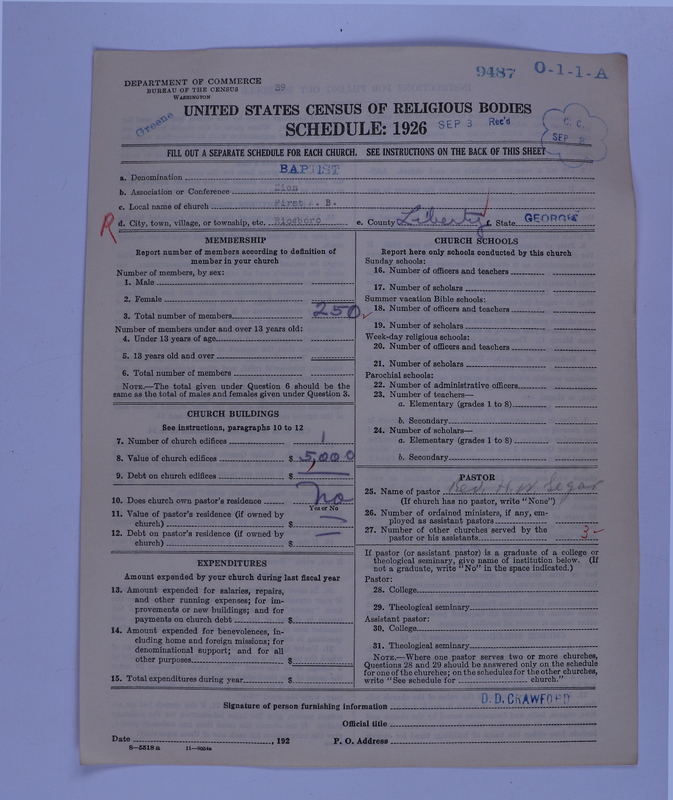 9487 O-1-1-A
DEPARTMENT OF COMMERCE
BUREAU OF THE CENSUS 39
WASHINGTON
Greene
UNITED STATES CENSUS OF RELIGIOUS BODIES
SCHEDULE: 1926 SEP 3 Rec'd
C. C.
SEP
FILL OUT A SEPARATE SCHEDULE FOR EACH CHURCH. SEE INSTRUCTIONS ON THE BACK OF THIS SHEET
a. Denomination BAPTIST
b. Association or Conference Zion
c. Local name of church First A. B.
R d. City, town, village, or township, etc. Riceboro e. County Liberty f. State GEORGIA
MEMBERSHIP
Report number of members according to definition of
member in your church
Number of members, by sex:
1. Male
2. Female
3. Total number of members 250
Number of members under and over 13 years old:
4. Under 13 years of age
5. 13 years old and over
6. Total number of members
NOTE.—The total given under Question 6 should be the
same as the total of males and females given under Question 3.
CHURCH BUILDINGS
See instructions, paragraphs 10 to 12
7. Number of church edifices 1
8. Value of church edifices $ 5,000
9. Debt on church edifices $
10. Does church own pastor's residence No
Yes or No
11. Value of pastor's residence (if owned by
church) $
12. Debt on pastor's residence (if owned by
church) $
EXPENDITURES
Amount expended by your church during last fiscal year
13. Amount expended for salaries, repairs,
and other running expenses; for im-
provements or new buildings; and for
payments on church debt $
14. Amount expended for benevolences, in-
cluding home and foreign missions; for
denominational support; and for all
other purposes $
15. Total expenditures during year $
CHURCH SCHOOLS
Report here only schools conducted by this church
Sunday schools:
16. Number of officers and teachers
17. Number of scholars
Summer vacation Bible schools:
18. Number of officers and teachers
19. Number of scholars
Week-day religious schools:
20. Number of officers and teachers
21. Number of scholars
Parochial schools:
22. Number of administrative officers
23. Number of teachers—
a. Elementary (grades 1 to 8)
b. Secondary
24. Number of scholars—
a. Elementary (grades 1 to 8)
b. Secondary
PASTOR
25. Name of pastor Rev. H. W. Segar
(If church has no pastor, write "None")
26. Number of ordained ministers, if any, em-
ployed as assistant pastors
27. Number of other churches served by the
pastor or his assistants 3
If pastor (or assistant pastor) is a graduate of a college or
theological seminary, give name of institution below. (If
not a graduate, write "No" in the space indicated.)
Pastor:
28. College
29. Theological seminary
Assistant pastor:
30. College
31. Theological seminary
NOTE.—Where one pastor serves two or more churches,
Questions 28 and 29 should be answered only on the schedule
for one of the churches; on the schedules for the other churches,
write "See schedule for church."
Signature of person furnishing information D. D. CRAWFORD
Official title
Date , 192 P. O. Address
8—5518 a